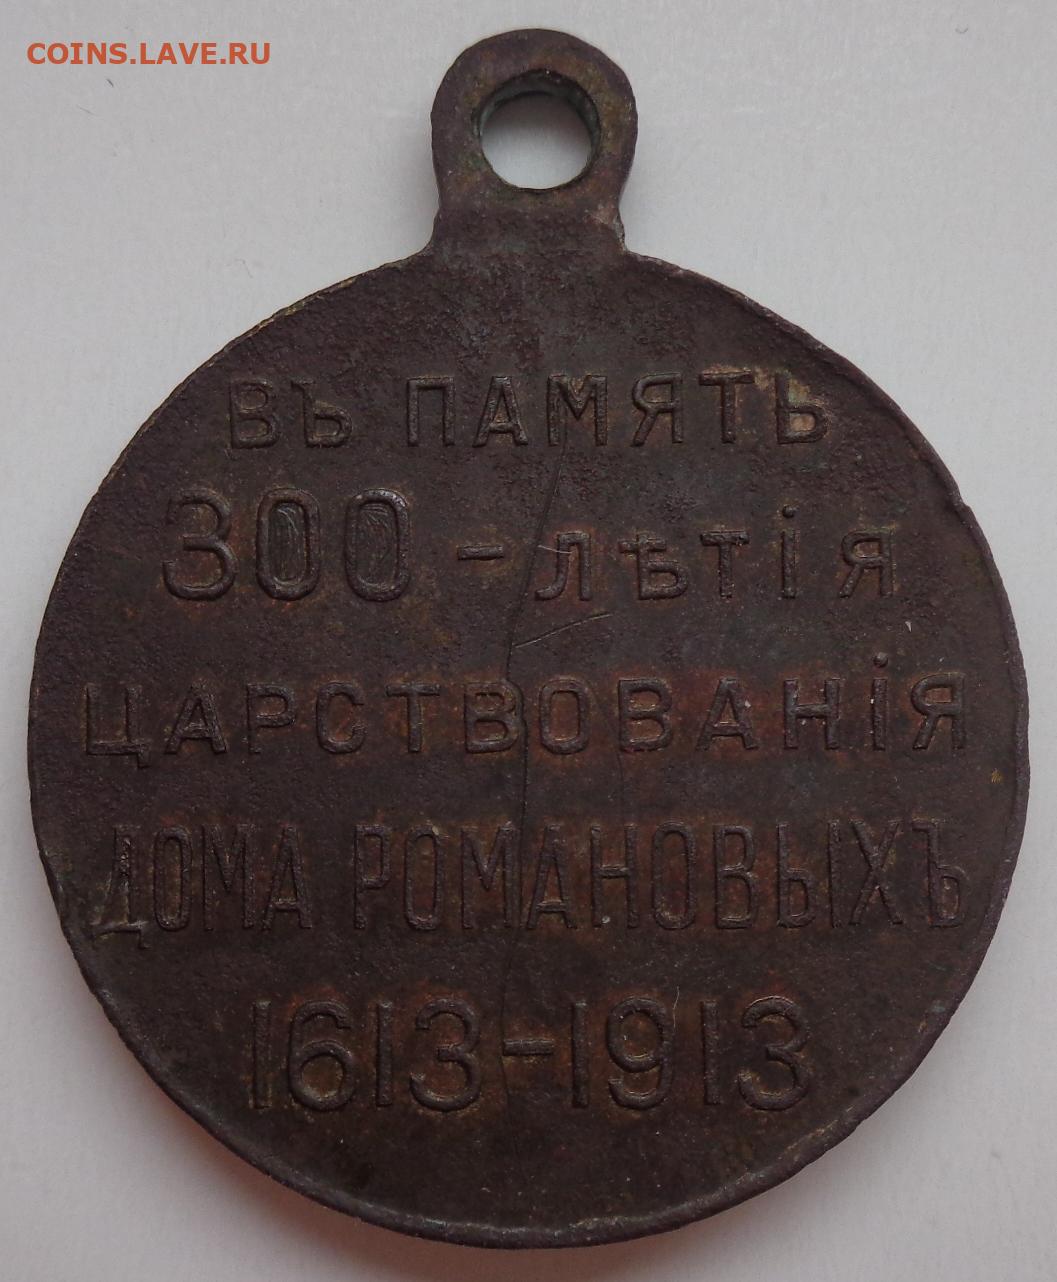 COINS.LAVE.RU
ВЪ ПАМЯТЬ
300-лѣтія
ЦАРСТВОВАНІЯ
ДОМА РОМАНОВЫХЪ
1613-1913